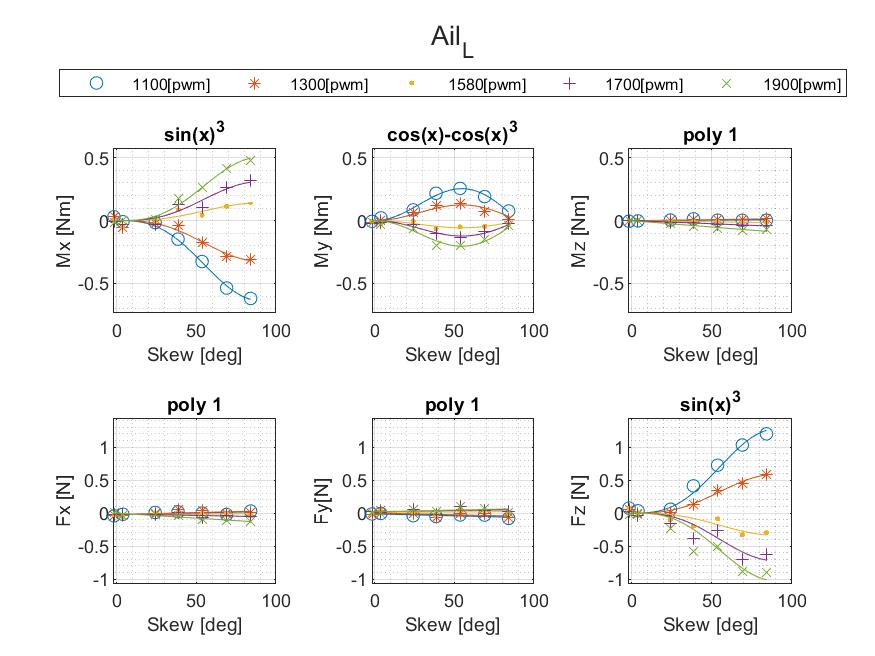 Ail_L
1100[pwm] 1300[pwm] 1580[pwm] 1700[pwm] 1900[pwm]
sin(x)^3 cos(x)-cos(x)^3 poly 1
0.5 0.5 0.5
0 0 0
-0.5 -0.5 -0.5
Mx [Nm] My [Nm] Mz [Nm]
0 50 100 0 50 100 0 50 100
Skew [deg] Skew [deg] Skew [deg]
poly 1 poly 1 sin(x)^3
1 1 1
0.5 0.5 0.5
0 0 0
-0.5 -0.5 -0.5
-1 -1 -1
Fx [N] Fy[N] Fz [N]
0 50 100 0 50 100 0 50 100
Skew [deg] Skew [deg] Skew [deg]